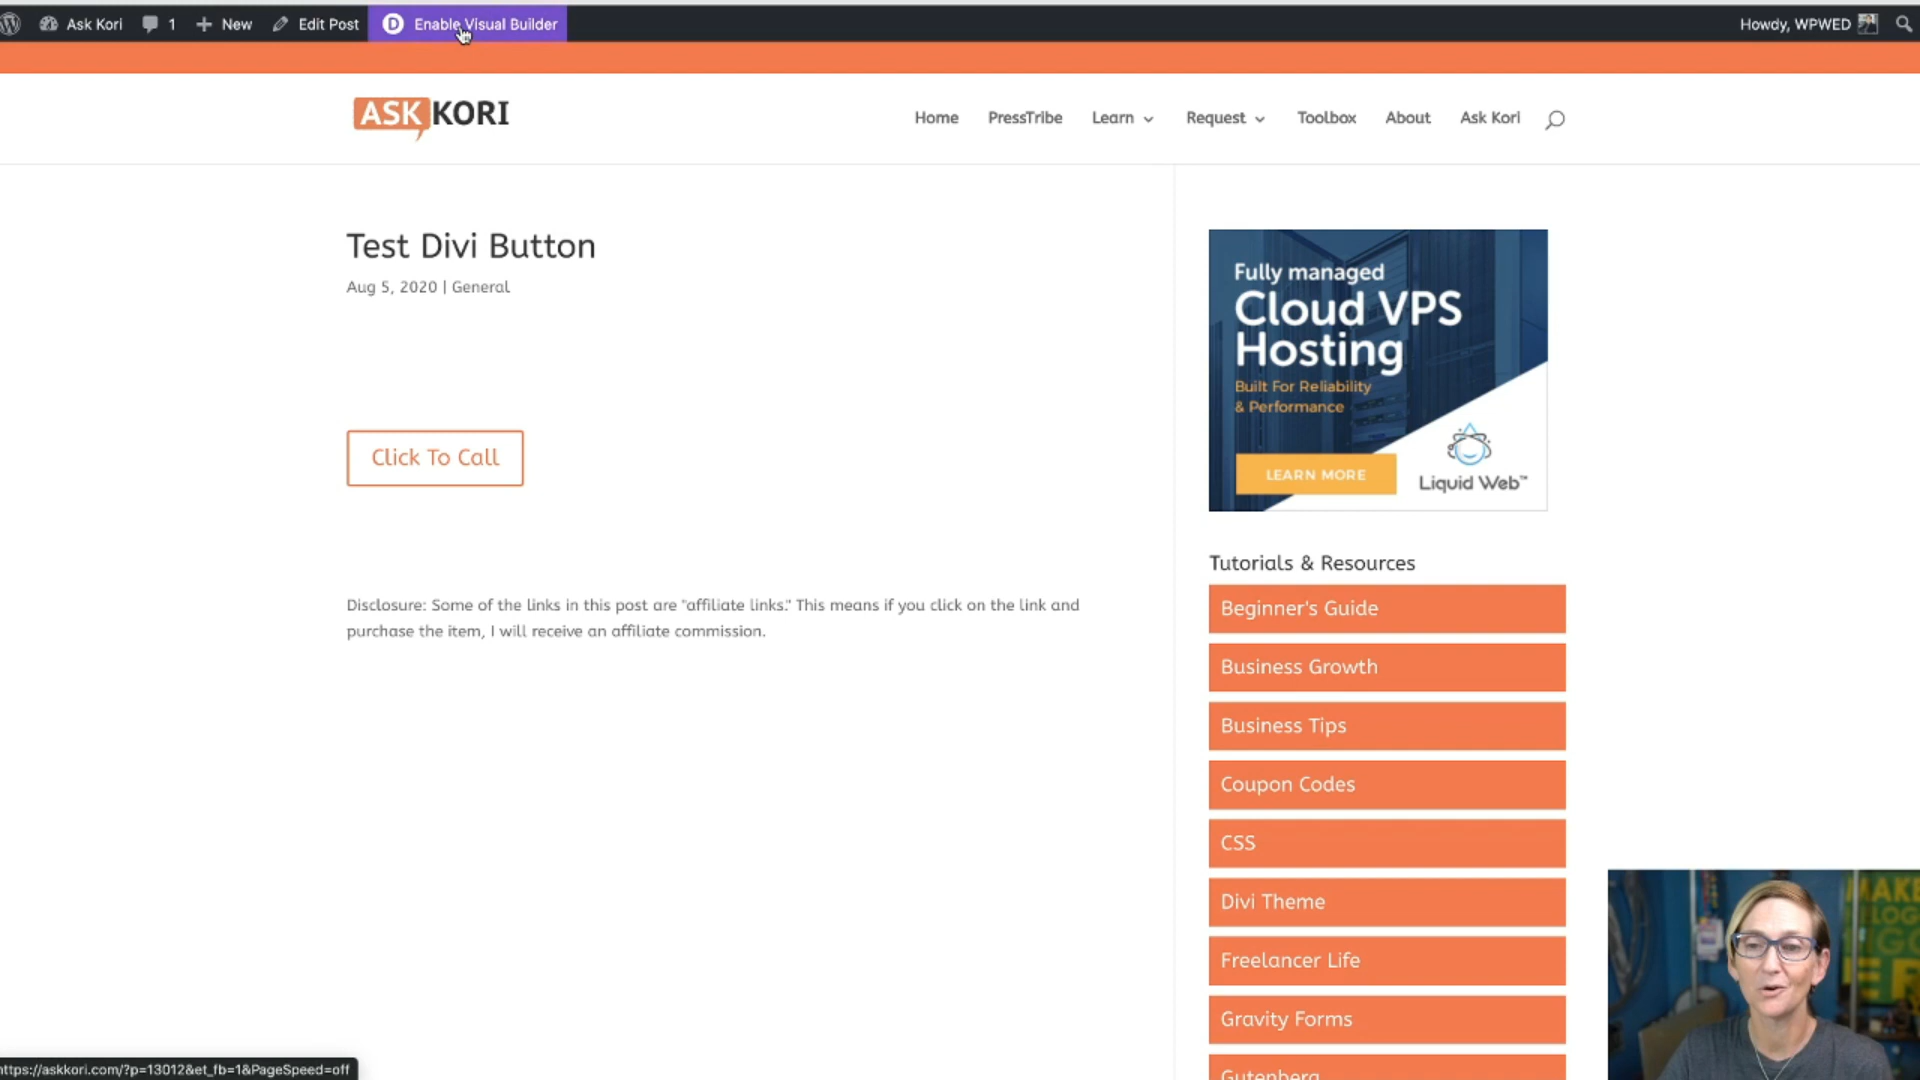 Ask Kori 1 New Edit Post Enable Visual Builder Howdy, WPWED
ASK KORI
Home PressTribe Learn Request Toolbox About Ask Kori
Test Divi Button
Aug 5, 2020 | General
Click To Call
Disclosure: Some of the links in this post are "affiliate links." This means if you click on the link and
purchase the item, I will receive an affiliate commission.
Fully managed
Cloud VPS
Hosting
Built For Reliability
& Performance
LEARN MORE
Liquid Web™
Tutorials & Resources
Beginner's Guide
Business Growth
Business Tips
Coupon Codes
CSS
Divi Theme
Freelancer Life
Gravity Forms
Gutenberg
https://askkori.com/?p=13012&et_fb=1&PageSpeed=off